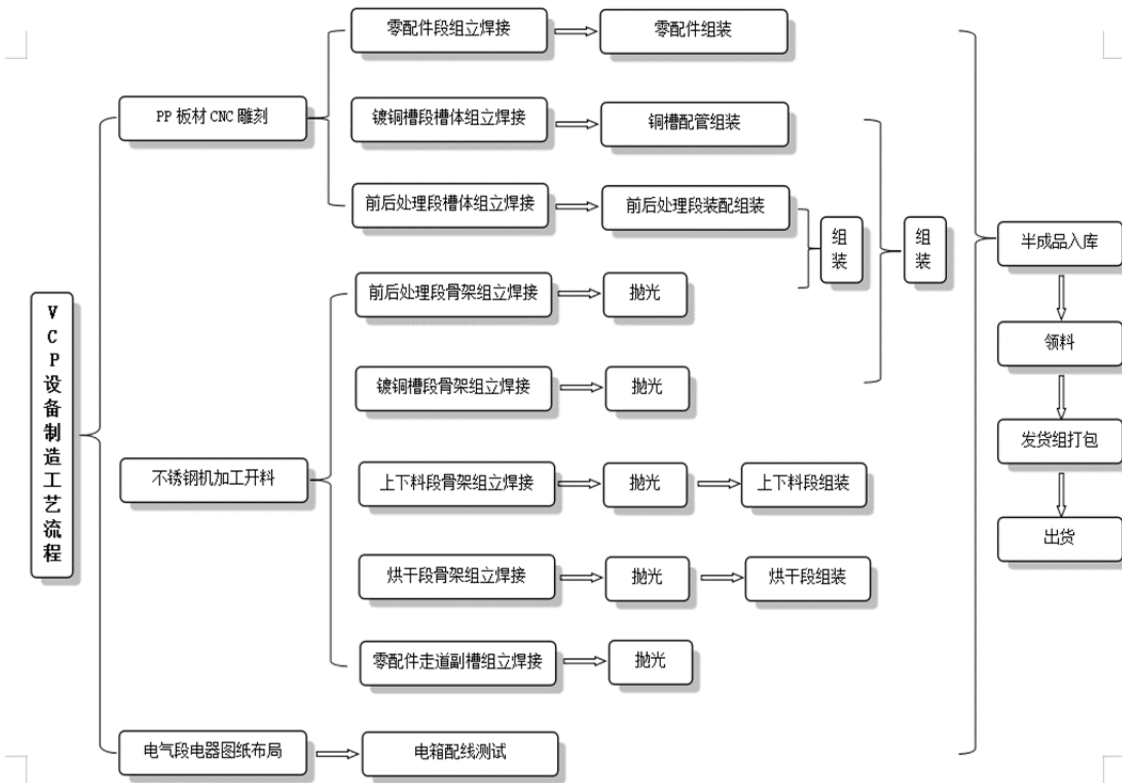 VCP设备制造工艺流程
PP板材CNC雕刻
零配件段组立焊接
零配件组装
镀铜槽段槽体组立焊接
铜槽配管组装
前后处理段槽体组立焊接
前后处理段装配组装
组装
组装
不锈钢机加工开料
前后处理段骨架组立焊接
抛光
镀铜槽段骨架组立焊接
抛光
上下料段骨架组立焊接
抛光
上下料段组装
烘干段骨架组立焊接
抛光
烘干段组装
零配件走道副槽组立焊接
抛光
电气段电器图纸布局
电箱配线测试
半成品入库
领料
发货组打包
出货